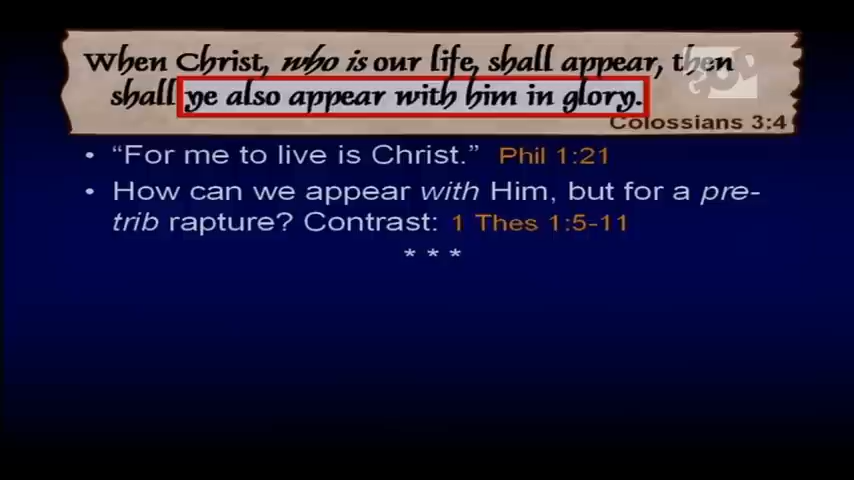 When Christ, who is our life, shall appear, then
shall ye also appear with him in glory.
Colossians 3:4
• “For me to live is Christ.” Phil 1:21
• How can we appear with Him, but for a pre-
trib rapture? Contrast: 1 Thes 1:5-11
* * *